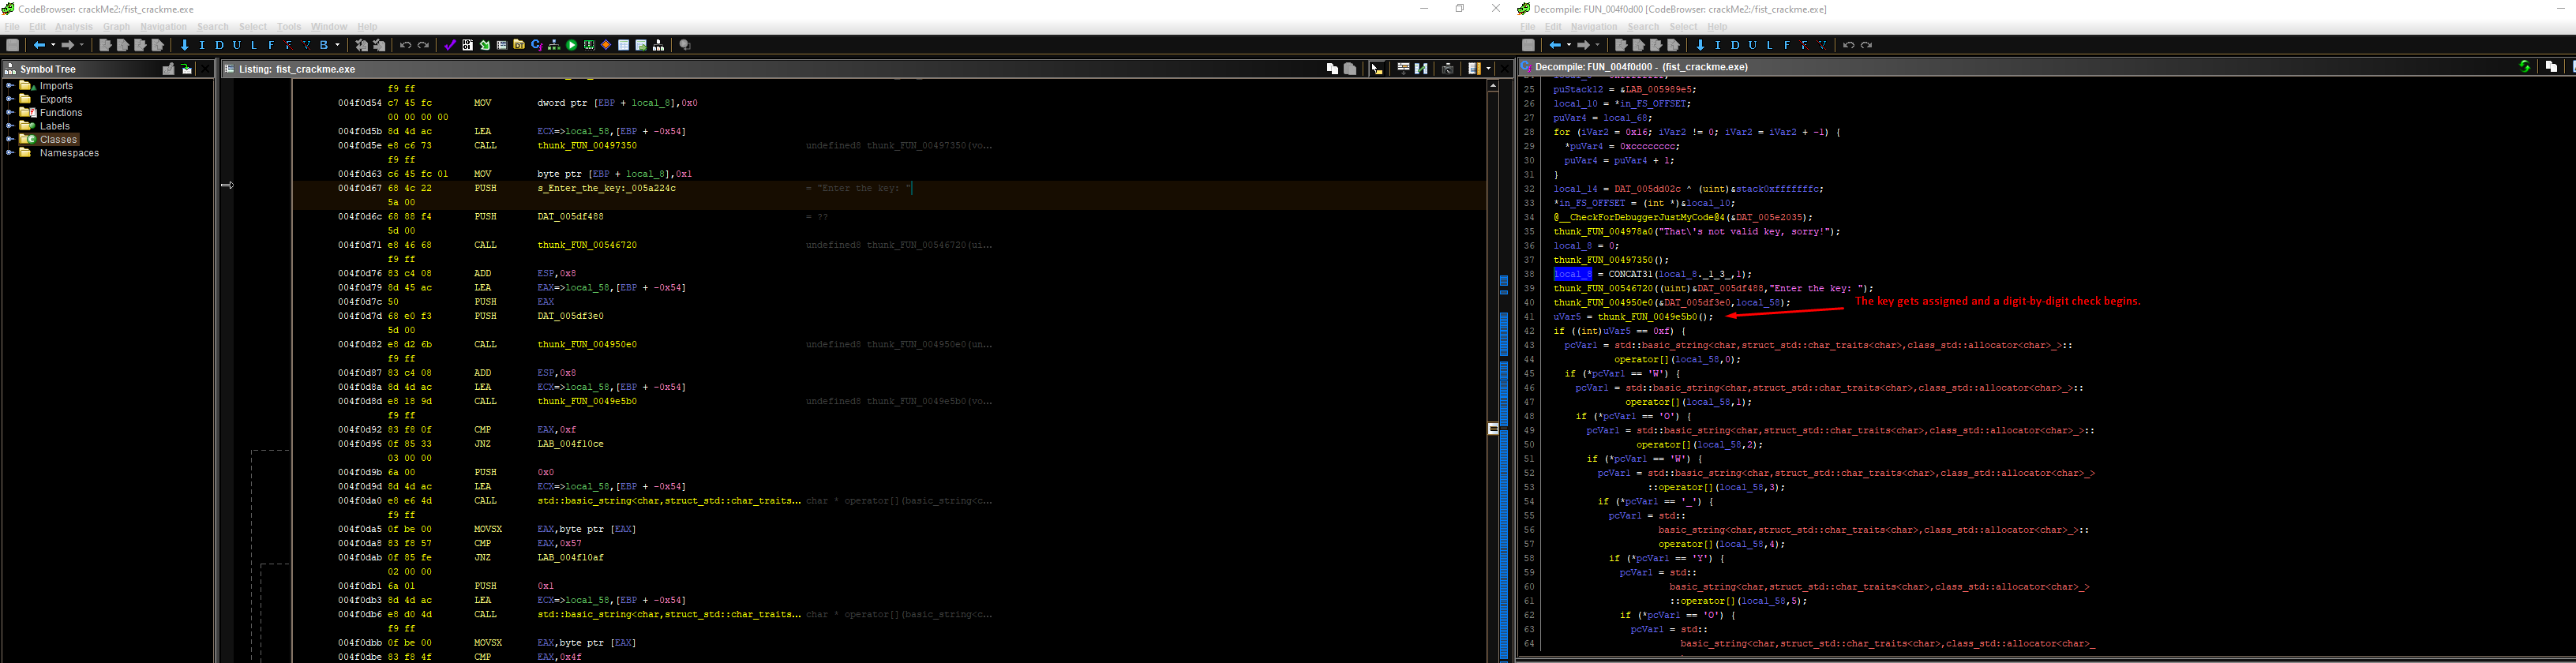 CodeBrowser: crackMe2:/fist_crackme.exe
File Edit Analysis Graph Navigation Search Select Tools Window Help
I D U L F F V B
Symbol Tree
Imports
Exports
Functions
Labels
Classes
Namespaces
Listing: fist_crackme.exe
f9 ff
004f0d54 c7 45 fc MOV dword ptr [EBP + local_8],0x0
00 00 00 00
004f0d5b 8d 4d ac LEA ECX=>local_58,[EBP + -0x54]
004f0d5e e8 c6 73 CALL thunk_FUN_00497350 undefined8 thunk_FUN_00497350(vo...
f9 ff
004f0d63 c6 45 fc 01 MOV byte ptr [EBP + local_8],0x1
004f0d67 68 4c 22 PUSH s_Enter_the_key:_005a224c = "Enter the key: "
5a 00
004f0d6c 68 88 f4 PUSH DAT_005df488 = ??
5d 00
004f0d71 e8 46 68 CALL thunk_FUN_00546720 undefined8 thunk_FUN_00546720(ui...
f9 ff
004f0d76 83 c4 08 ADD ESP,0x8
004f0d79 8d 45 ac LEA EAX=>local_58,[EBP + -0x54]
004f0d7c 50 PUSH EAX
004f0d7d 68 e0 f3 PUSH DAT_005df3e0
5d 00
004f0d82 e8 d2 6b CALL thunk_FUN_004950e0 undefined8 thunk_FUN_004950e0(un...
f9 ff
004f0d87 83 c4 08 ADD ESP,0x8
004f0d8a 8d 4d ac LEA ECX=>local_58,[EBP + -0x54]
004f0d8d e8 18 9d CALL thunk_FUN_0049e5b0 undefined8 thunk_FUN_0049e5b0(vo...
f9 ff
004f0d92 83 f8 0f CMP EAX,0xf
004f0d95 0f 85 33 JNZ LAB_004f10ce
03 00 00
004f0d9b 6a 00 PUSH 0x0
004f0d9d 8d 4d ac LEA ECX=>local_58,[EBP + -0x54]
004f0da0 e8 e6 4d CALL std::basic_string<char,struct_std::char_traits... char * operator[](basic_string<c...
f9 ff
004f0da5 0f be 00 MOVSX EAX,byte ptr [EAX]
004f0da8 83 f8 57 CMP EAX,0x57
004f0dab 0f 85 fe JNZ LAB_004f10af
02 00 00
004f0db1 6a 01 PUSH 0x1
004f0db3 8d 4d ac LEA ECX=>local_58,[EBP + -0x54]
004f0db6 e8 d0 4d CALL std::basic_string<char,struct_std::char_traits... char * operator[](basic_string<c...
f9 ff
004f0dbb 0f be 00 MOVSX EAX,byte ptr [EAX]
004f0dbe 83 f8 4f CMP EAX,0x4f
Decompile: FUN_004f0d00 [CodeBrowser: crackMe2:/fist_crackme.exe]
File Edit Navigation Search Select Help
I D U L F F V
Decompile: FUN_004f0d00 - (fist_crackme.exe)
25 puStack12 = &LAB_005989e5;
26 local_10 = *in_FS_OFFSET;
27 puVar4 = local_68;
28 for (iVar2 = 0x16; iVar2 != 0; iVar2 = iVar2 + -1) {
29 *puVar4 = 0xcccccccc;
30 puVar4 = puVar4 + 1;
31 }
32 local_14 = DAT_005dd02c ^ (uint)&stack0xfffffffc;
33 *in_FS_OFFSET = (int *)&local_10;
34 @__CheckForDebuggerJustMyCode@4(&DAT_005e2035);
35 thunk_FUN_004978a0("That\'s not valid key, sorry!");
36 local_8 = 0;
37 thunk_FUN_00497350();
38 local_8 = CONCAT31(local_8._1_3_,1);
39 thunk_FUN_00546720((uint)&DAT_005df488,"Enter the key: ");
40 thunk_FUN_004950e0(&DAT_005df3e0,local_58);
The key gets assigned and a digit-by-digit check begins.
41 uVar5 = thunk_FUN_0049e5b0();
42 if ((int)uVar5 == 0xf) {
43 pcVar1 = std::basic_string<char,struct_std::char_traits<char>,class_std::allocator<char>_>::
44 operator[](local_58,0);
45 if (*pcVar1 == 'W') {
46 pcVar1 = std::basic_string<char,struct_std::char_traits<char>,class_std::allocator<char>_>::
47 operator[](local_58,1);
48 if (*pcVar1 == 'O') {
49 pcVar1 = std::basic_string<char,struct_std::char_traits<char>,class_std::allocator<char>_>::
50 operator[](local_58,2);
51 if (*pcVar1 == 'W') {
52 pcVar1 = std::basic_string<char,struct_std::char_traits<char>,class_std::allocator<char>_>
53 ::operator[](local_58,3);
54 if (*pcVar1 == '_') {
55 pcVar1 = std::
56 basic_string<char,struct_std::char_traits<char>,class_std::allocator<char>_>::
57 operator[](local_58,4);
58 if (*pcVar1 == 'Y') {
59 pcVar1 = std::
60 basic_string<char,struct_std::char_traits<char>,class_std::allocator<char>_>
61 ::operator[](local_58,5);
62 if (*pcVar1 == 'O') {
63 pcVar1 = std::
64 basic_string<char,struct_std::char_traits<char>,class_std::allocator<char>_